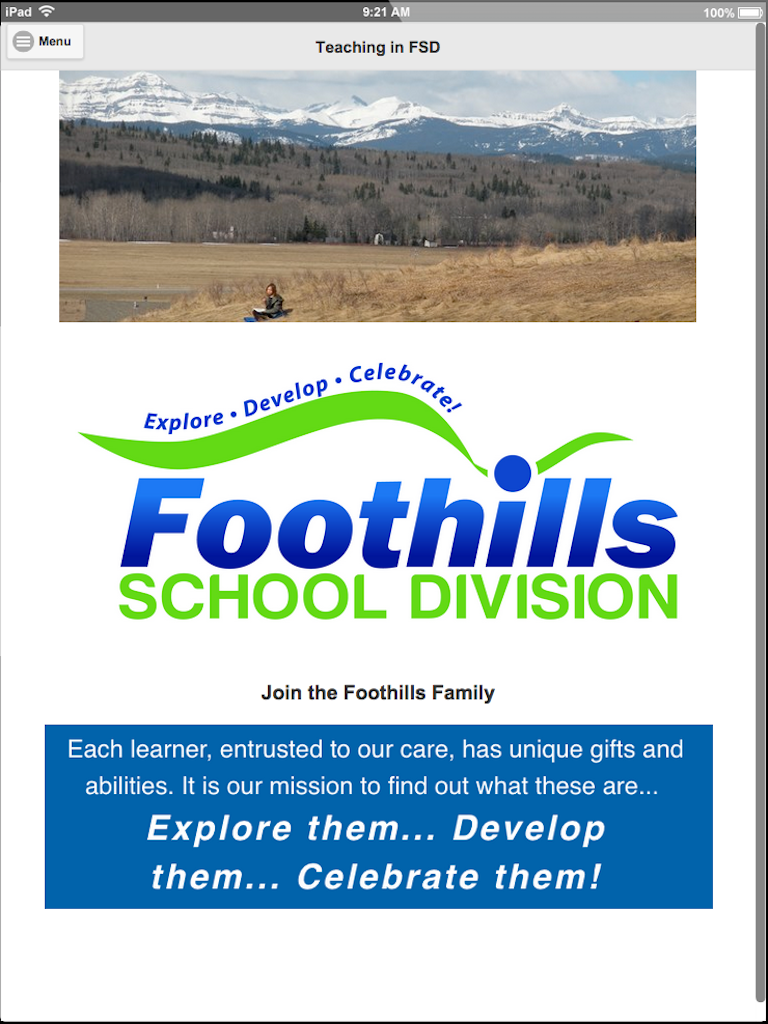 iPad 9:21 AM 100%
Menu
Teaching in FSD
Explore • Develop • Celebrate!
Foothills
SCHOOL DIVISION
Join the Foothills Family
Each learner, entrusted to our care, has unique gifts and
abilities. It is our mission to find out what these are...
Explore them... Develop
them... Celebrate them!